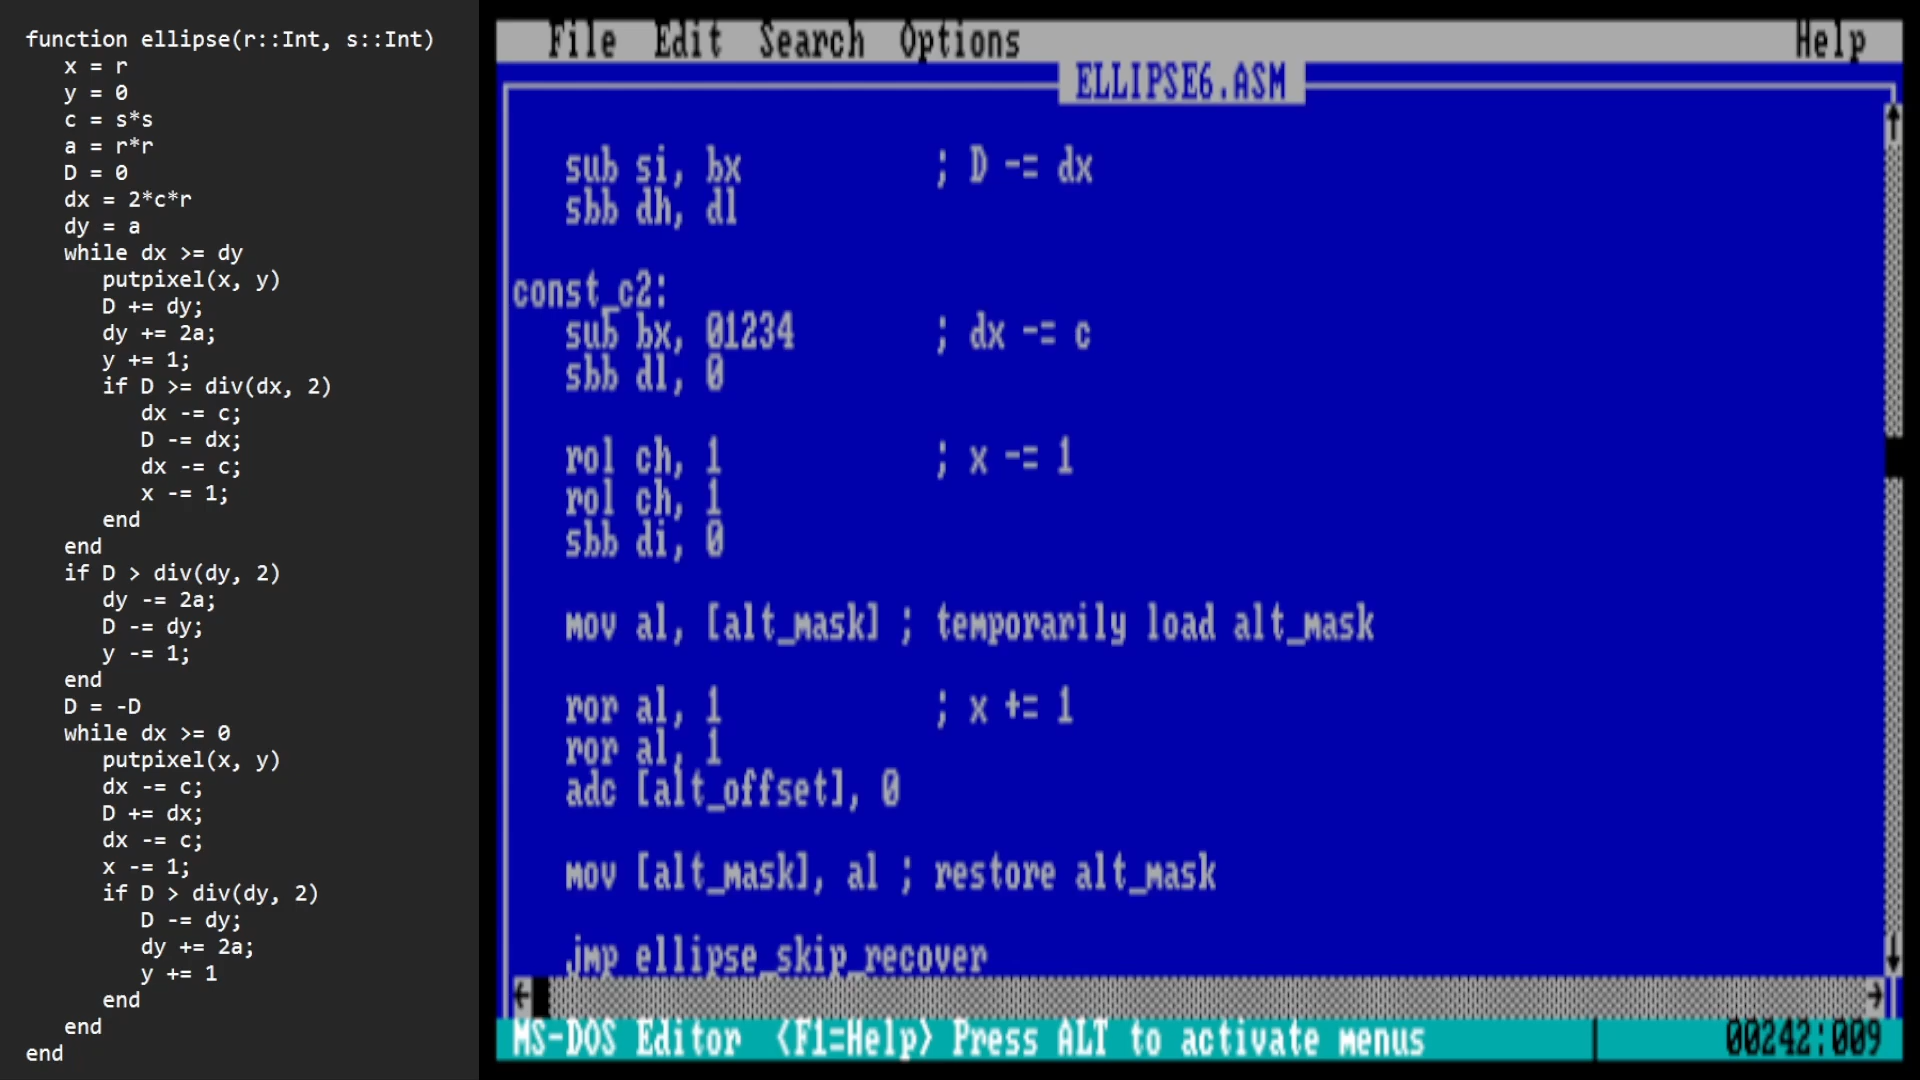 function ellipse(r::Int, s::Int)
x = r
y = 0
c = s*s
a = r*r
D = 0
dx = 2*c*r
dy = a
while dx >= dy
putpixel(x, y)
D += dy;
dy += 2a;
y += 1;
if D >= div(dx, 2)
dx -= c;
D -= dx;
dx -= c;
x -= 1;
end
end
if D > div(dy, 2)
dy -= 2a;
D -= dy;
y -= 1;
end
D = -D
while dx >= 0
putpixel(x, y)
dx -= c;
D += dx;
dx -= c;
x -= 1;
if D > div(dy, 2)
D -= dy;
dy += 2a;
y += 1
end
end
end
File Edit Search Options Help
ELLIPSE6.ASM
sub si, bx ; D -= dx
sbb dh, dl
const_c2:
sub bx, 01234 ; dx -= c
sbb dl, 0
rol ch, 1 ; x -= 1
rol ch, 1
sbb di, 0
mov al, [alt_mask] ; temporarily load alt_mask
ror al, 1 ; x += 1
ror al, 1
adc [alt_offset], 0
mov [alt_mask], al ; restore alt_mask
jmp ellipse_skip_recover
MS-DOS Editor <F1=Help> Press ALT to activate menus 00242:009